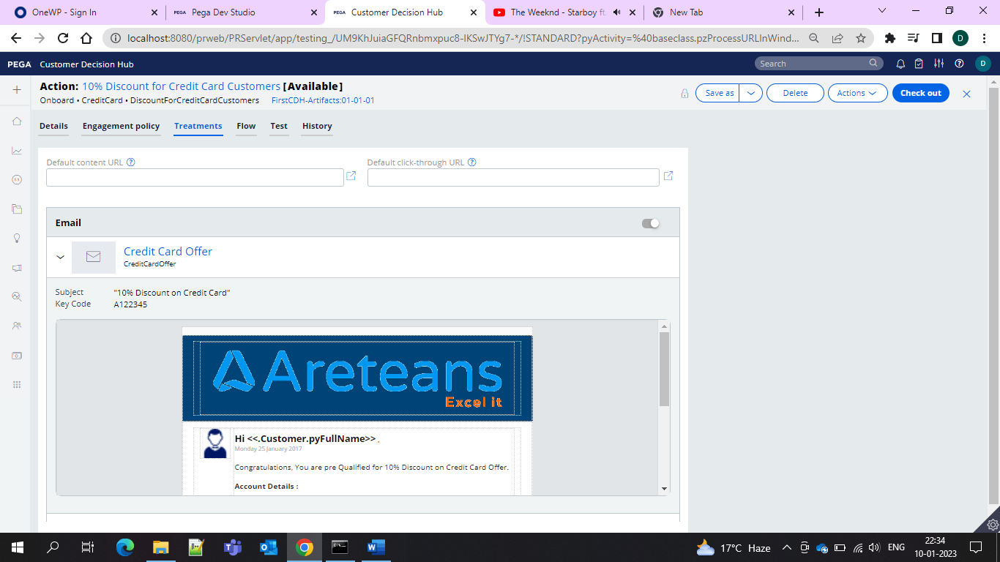 OneWP - Sign In
PEGA Pega Dev Studio
PEGA Customer Decision Hub
The Weeknd - Starboy ft.
New Tab
localhost:8080/prweb/PRServlet/app/testing_/UM9KhJuiaGFQRnbmxpuc8-IKSwJTYg7-*/!STANDARD?pyActivity=%40baseclass.pzProcessURLInWind...
D
PEGA Customer Decision Hub
Search
D
Action: 10% Discount for Credit Card Customers [Available]
Onboard • CreditCard • DiscountForCreditCardCustomers FirstCDH-Artifacts:01-01-01
Save as
Delete
Actions
Check out
Details Engagement policy Treatments Flow Test History
Default content URL ?
Default click-through URL ?
Email
Credit Card Offer
CreditCardOffer
Subject "10% Discount on Credit Card"
Key Code A122345
Areteans
Excel it
Hi <<.Customer.pyFullName>> ,
Monday 25 January 2017
Congratulations, You are pre Qualified for 10% Discount on Credit Card Offer.
Account Details :
17°C Haze
ENG
22:34
10-01-2023